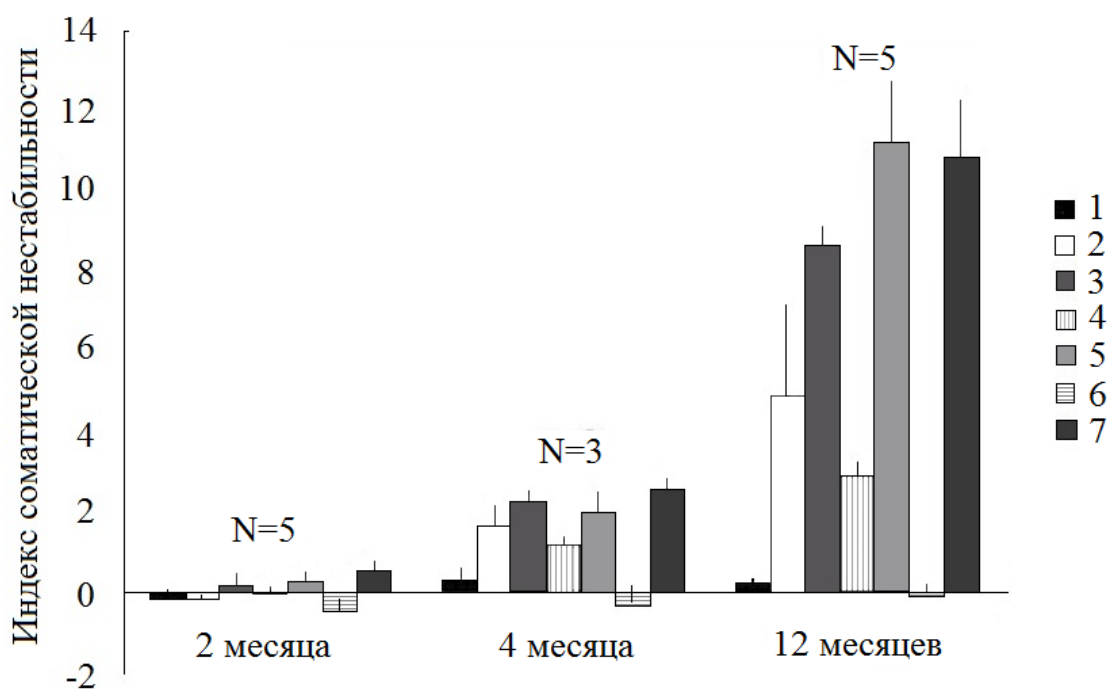 Индекс соматической нестабильности
14
12
10
8
6
4
2
0
-2
N=5
N=3
N=5
2 месяца
4 месяца
12 месяцев
1
2
3
4
5
6
7